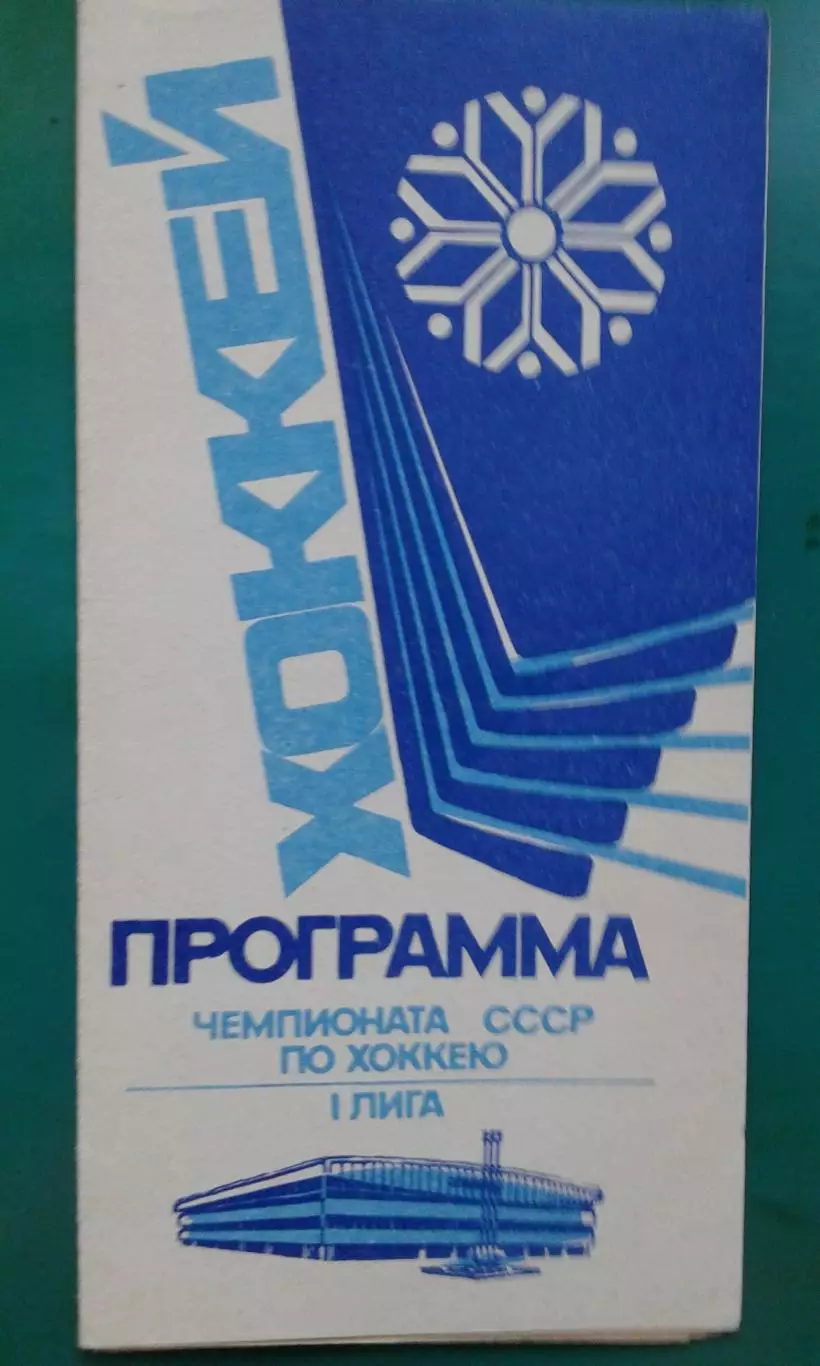 ХОККЕЙ
ПРОГРАММА
ЧЕМПИОНАТА СССР
ПО ХОККЕЮ
I ЛИГА